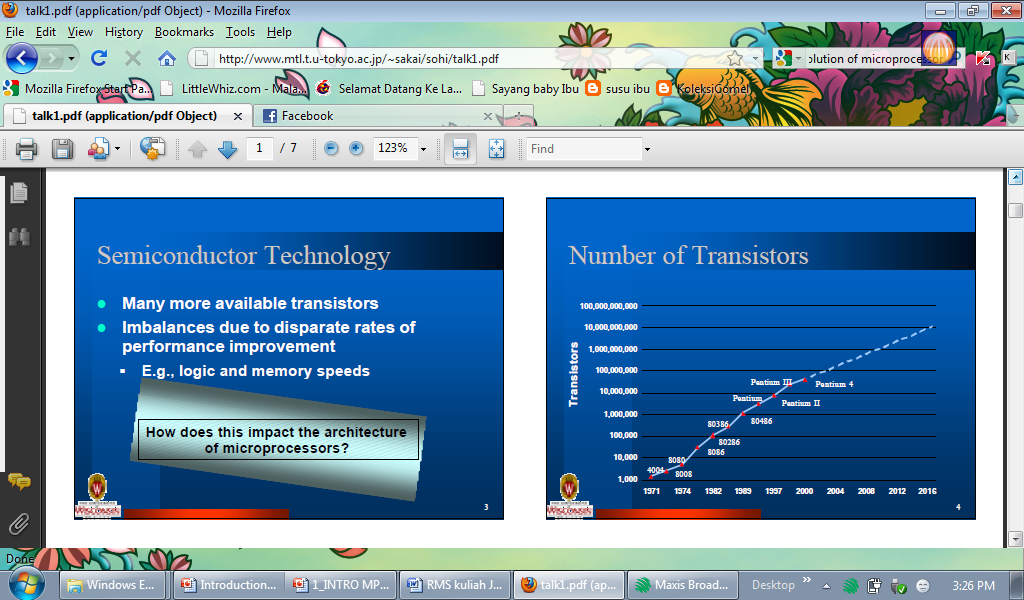 talk1.pdf (application/pdf Object) - Mozilla Firefox
File Edit View History Bookmarks Tools Help
http://www.mtl.t.u-tokyo.ac.jp/~sakai/sohi/talk1.pdf
olution of microprocessor
Mozilla Firefox Start Pa... LittleWhiz.com - Mala... Selamat Datang Ke La... Sayang baby Ibu susu ibu KoleksiGomel
talk1.pdf (application/pdf Object) Facebook
1 / 7 123% Find
Semiconductor Technology
Many more available transistors
Imbalances due to disparate rates of
performance improvement
E.g., logic and memory speeds
How does this impact the architecture
of microprocessors?
3
Number of Transistors
Transistors
100,000,000,000
10,000,000,000
1,000,000,000
100,000,000
10,000,000
1,000,000
100,000
10,000
1,000
Pentium III
Pentium 4
Pentium
Pentium II
80486
80386
80286
8086
8080
8008
4004
1971 1974 1982 1989 1997 2000 2004 2008 2012 2016
4
Done
Windows E... Introduction... 1_INTRO MP... RMS kuliah J... talk1.pdf (ap... Maxis Broad... Desktop 3:26 PM